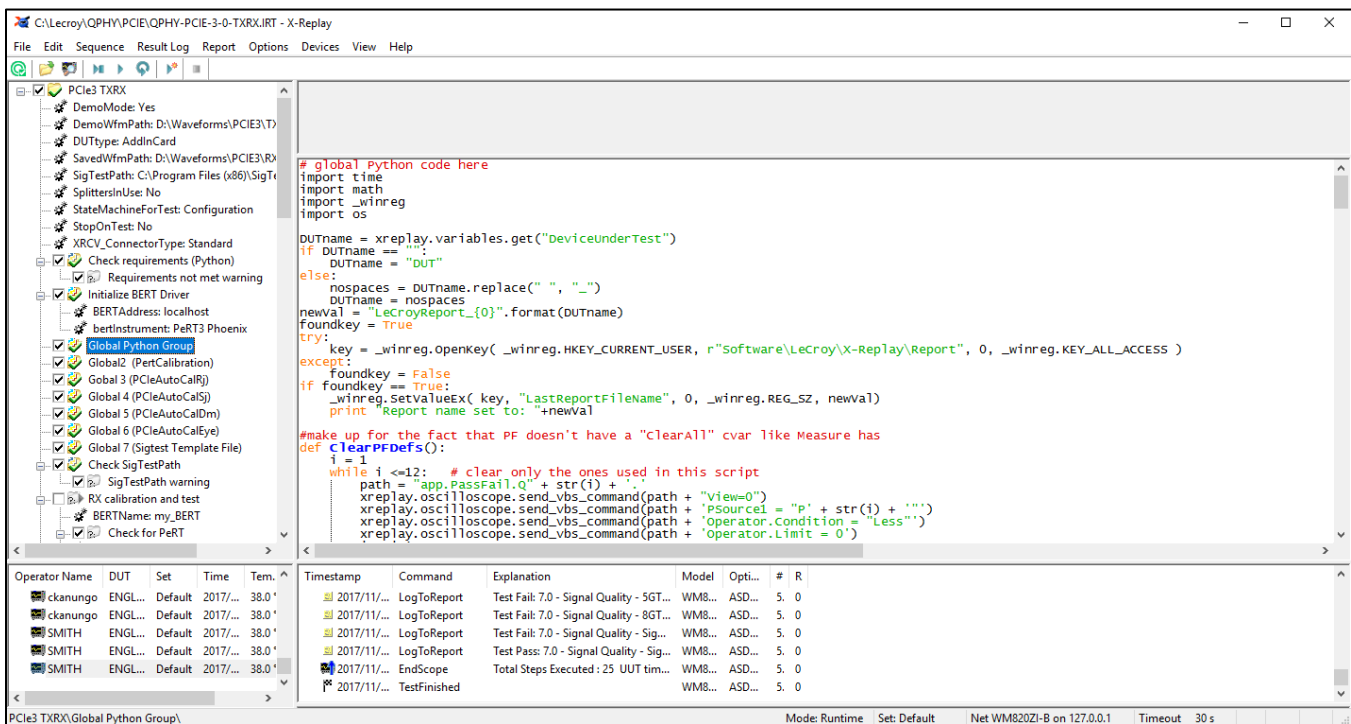 C:\Lecroy\QPHY\PCIE\QPHY-PCIE-3-0-TXRX.IRT - X-Replay
File Edit Sequence Result Log Report Options Devices View Help
PCIe3 TXRX
DemoMode: Yes
DemoWfmPath: D:\Waveforms\PCIE3\TX
DUTtype: AddInCard
SavedWfmPath: D:\Waveforms\PCIE3\RX
SigTestPath: C:\Program Files (x86)\SigTe
SplittersInUse: No
StateMachineForTest: Configuration
StopOnTest: No
XRCV_ConnectorType: Standard
Check requirements (Python)
Requirements not met warning
Initialize BERT Driver
BERTAddress: localhost
bertInstrument: PeRT3 Phoenix
Global Python Group
Global2 (PertCalibration)
Gobal 3 (PCIeAutoCalRj)
Global 4 (PCIeAutoCalSj)
Global 5 (PCIeAutoCalDm)
Global 6 (PCIeAutoCalEye)
Global 7 (Sigtest Template File)
Check SigTestPath
SigTestPath warning
RX calibration and test
BERTName: my_BERT
Check for PeRT
# global Python code here
import time
import math
import _winreg
import os
DUTname = xreplay.variables.get("DeviceUnderTest")
if DUTname == "":
DUTname = "DUT"
else:
nospaces = DUTname.replace(" ", "_")
DUTname = nospaces
newVal = "LeCroyReport_{0}".format(DUTname)
foundkey = True
try:
key = _winreg.OpenKey( _winreg.HKEY_CURRENT_USER, r"Software\LeCroy\X-Replay\Report", 0, _winreg.KEY_ALL_ACCESS )
except:
foundkey = False
if foundkey == True:
_winreg.SetValueEx( key, "LastReportFileName", 0, _winreg.REG_SZ, newVal)
print "Report name set to: "+newVal
#make up for the fact that PF doesn't have a "ClearAll" cvar like Measure has
def ClearPFDefs():
i = 1
while i <=12: # clear only the ones used in this script
path = "app.PassFail.Q" + str(i) + '.'
xreplay.oscilloscope.send_vbs_command(path + "View=0")
xreplay.oscilloscope.send_vbs_command(path + 'PSource1 = "P' + str(i) + '"')
xreplay.oscilloscope.send_vbs_command(path + 'Operator.Condition = "Less"')
xreplay.oscilloscope.send_vbs_command(path + 'Operator.Limit = 0')
Operator Name DUT Set Time Tem.
ckanungo ENGL... Default 2017/... 38.0 °
ckanungo ENGL... Default 2017/... 38.0 °
SMITH ENGL... Default 2017/... 38.0 °
SMITH ENGL... Default 2017/... 38.0 °
SMITH ENGL... Default 2017/... 38.0 °
Timestamp Command Explanation Model Opti... # R
2017/11/... LogToReport Test Fail: 7.0 - Signal Quality - 5GT... WM8... ASD... 5. 0
2017/11/... LogToReport Test Fail: 7.0 - Signal Quality - 8GT... WM8... ASD... 5. 0
2017/11/... LogToReport Test Fail: 7.0 - Signal Quality - Sig... WM8... ASD... 5. 0
2017/11/... LogToReport Test Pass: 7.0 - Signal Quality - Sig... WM8... ASD... 5. 0
2017/11/... EndScope Total Steps Executed : 25 UUT tim... WM8... ASD... 5. 0
2017/11/... TestFinished WM8... ASD... 5. 0
PCIe3 TXRX\Global Python Group\ Mode: Runtime Set: Default Net WM820ZI-B on 127.0.0.1 Timeout 30 s